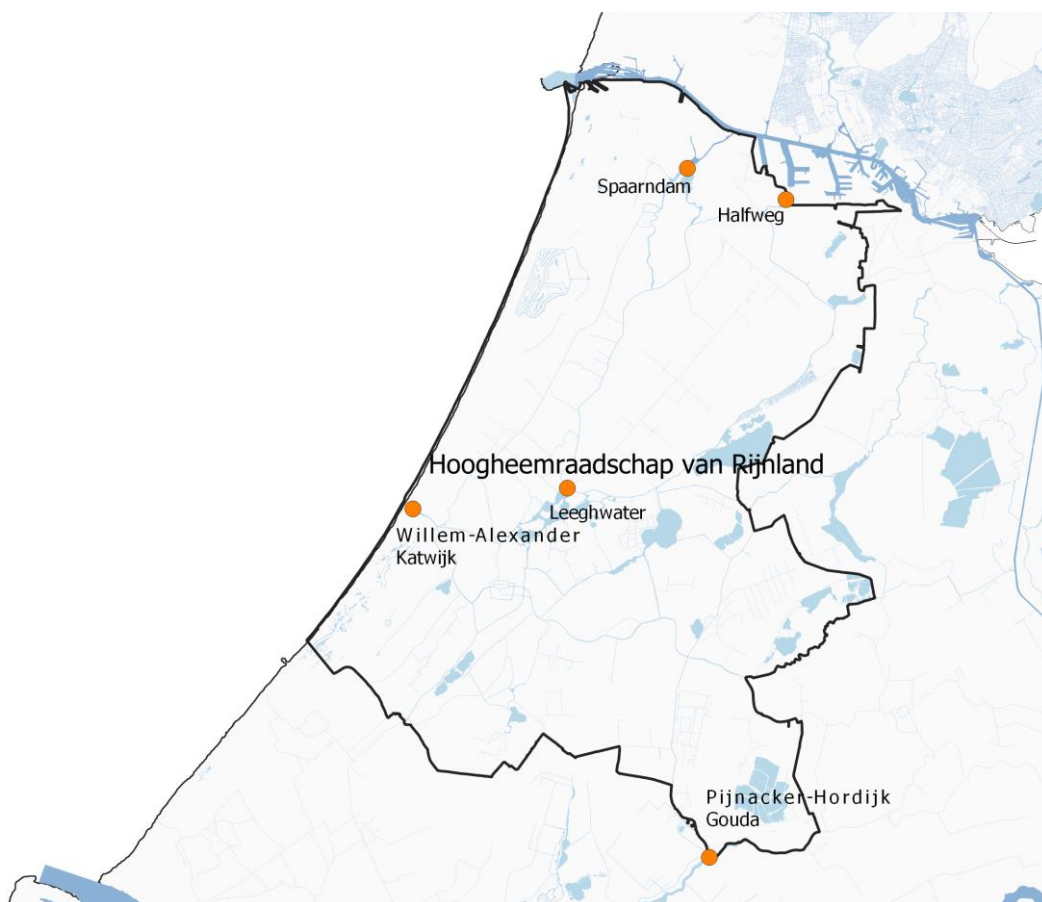 Spaarndam
Halfweg
Hoogheemraadschap van Rijnland
Leeghwater
Willem-Alexander
Katwijk
Pijnacker-Hordijk
Gouda